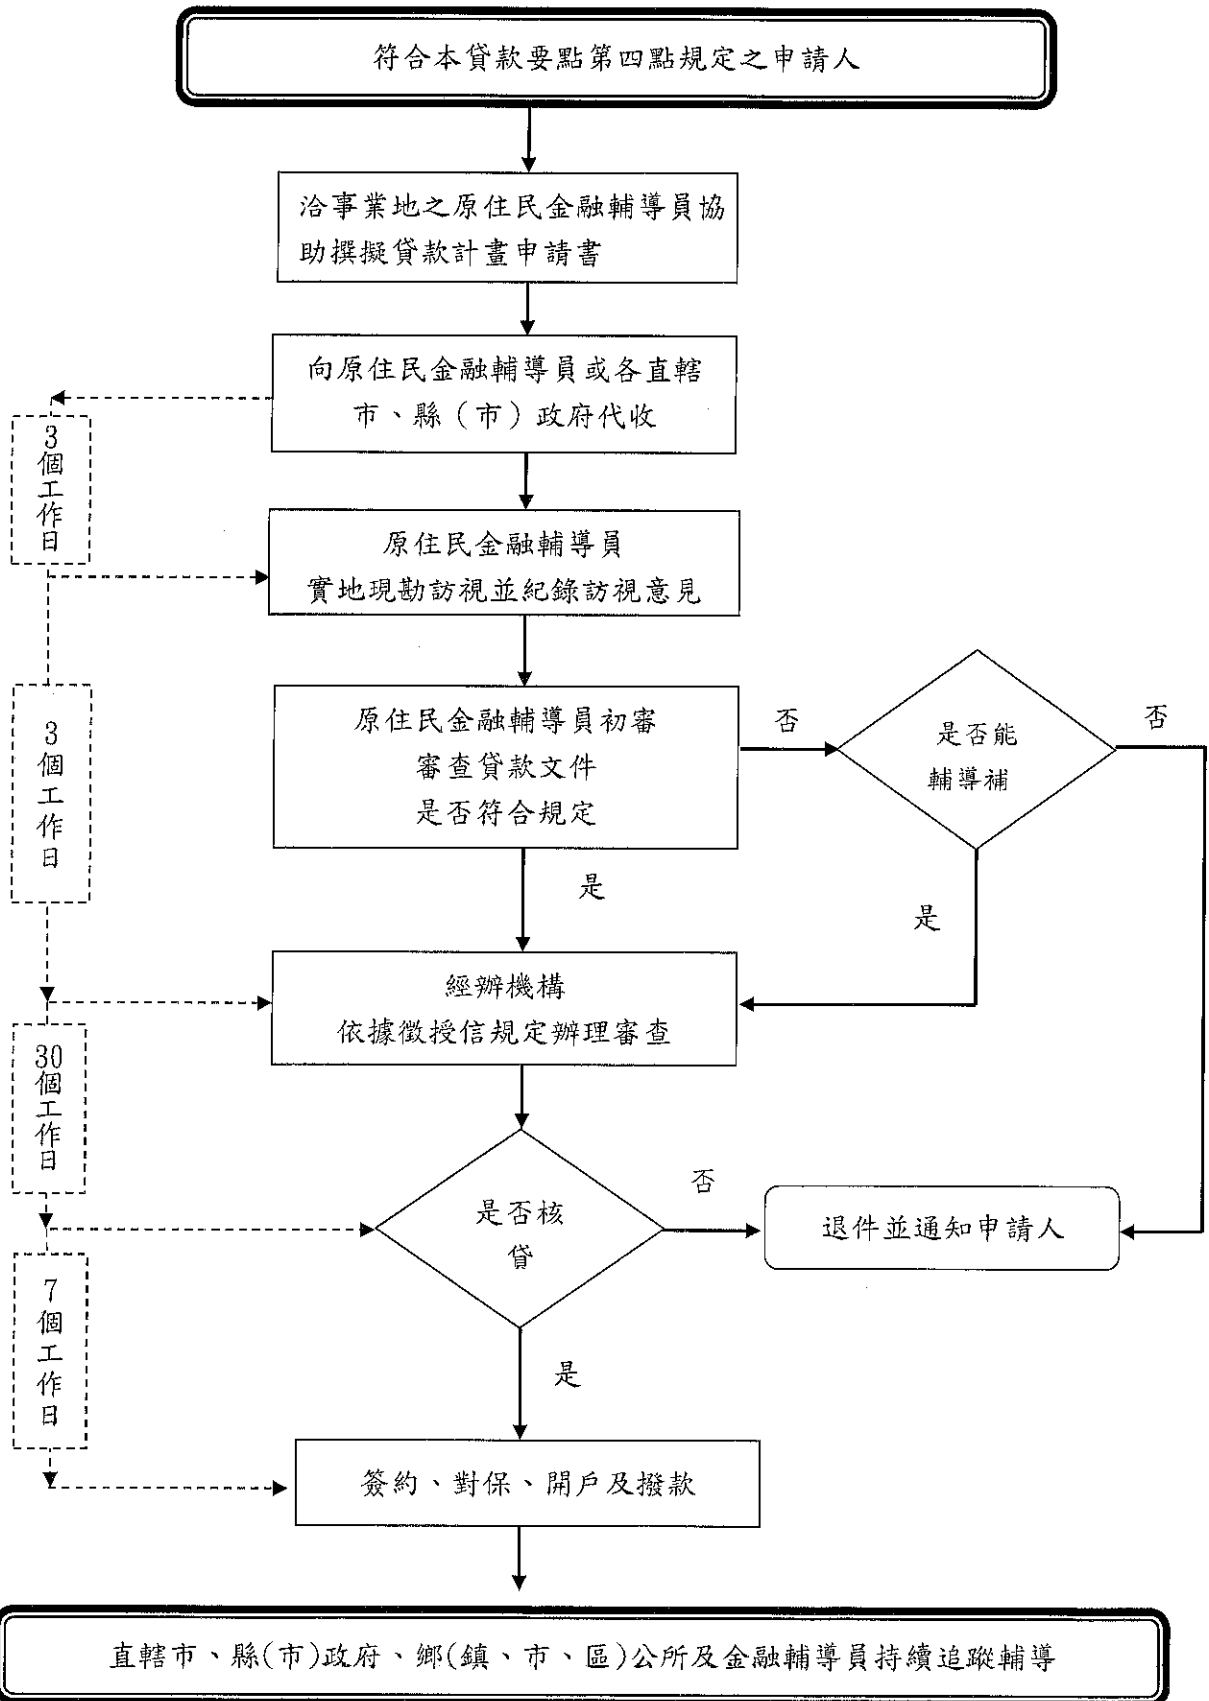 符合本貸款要點第四點規定之申請人
洽事業地之原住民金融輔導員協
助撰擬貸款計畫申請書
向原住民金融輔導員或各直轄
市、縣（市）政府代收
3
個
工
作
日
原住民金融輔導員
實地現勘訪視並紀錄訪視意見
3
個
工
作
日
原住民金融輔導員初審
審查貸款文件
是否符合規定
否
是否能
輔導補
否
是
是
經辦機構
依據徵授信規定辦理審查
30
個
工
作
日
是否核
貸
否
退件並通知申請人
7
個
工
作
日
是
簽約、對保、開戶及撥款
直轄市、縣(市)政府、鄉(鎮、市、區)公所及金融輔導員持續追蹤輔導